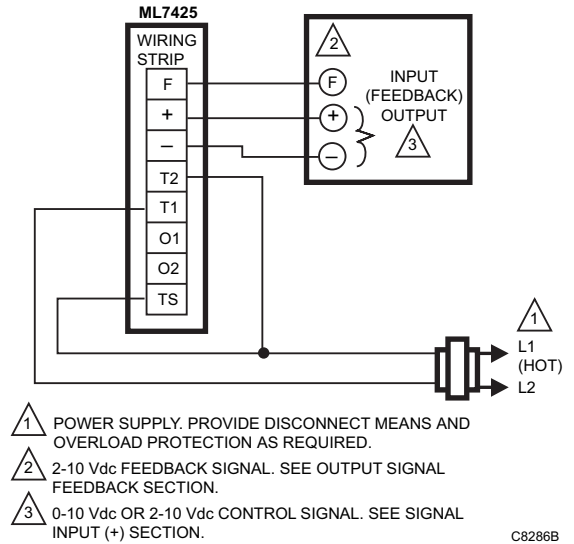 ML7425
WIRING
STRIP
F
+
–
T2
T1
O1
O2
TS
2
F
+
–
INPUT
(FEEDBACK)
OUTPUT
3
1
L1
(HOT)
L2
1 POWER SUPPLY. PROVIDE DISCONNECT MEANS AND
OVERLOAD PROTECTION AS REQUIRED.
2 2-10 Vdc FEEDBACK SIGNAL. SEE OUTPUT SIGNAL
FEEDBACK SECTION.
3 0-10 Vdc OR 2-10 Vdc CONTROL SIGNAL. SEE SIGNAL
INPUT (+) SECTION.
C8286B